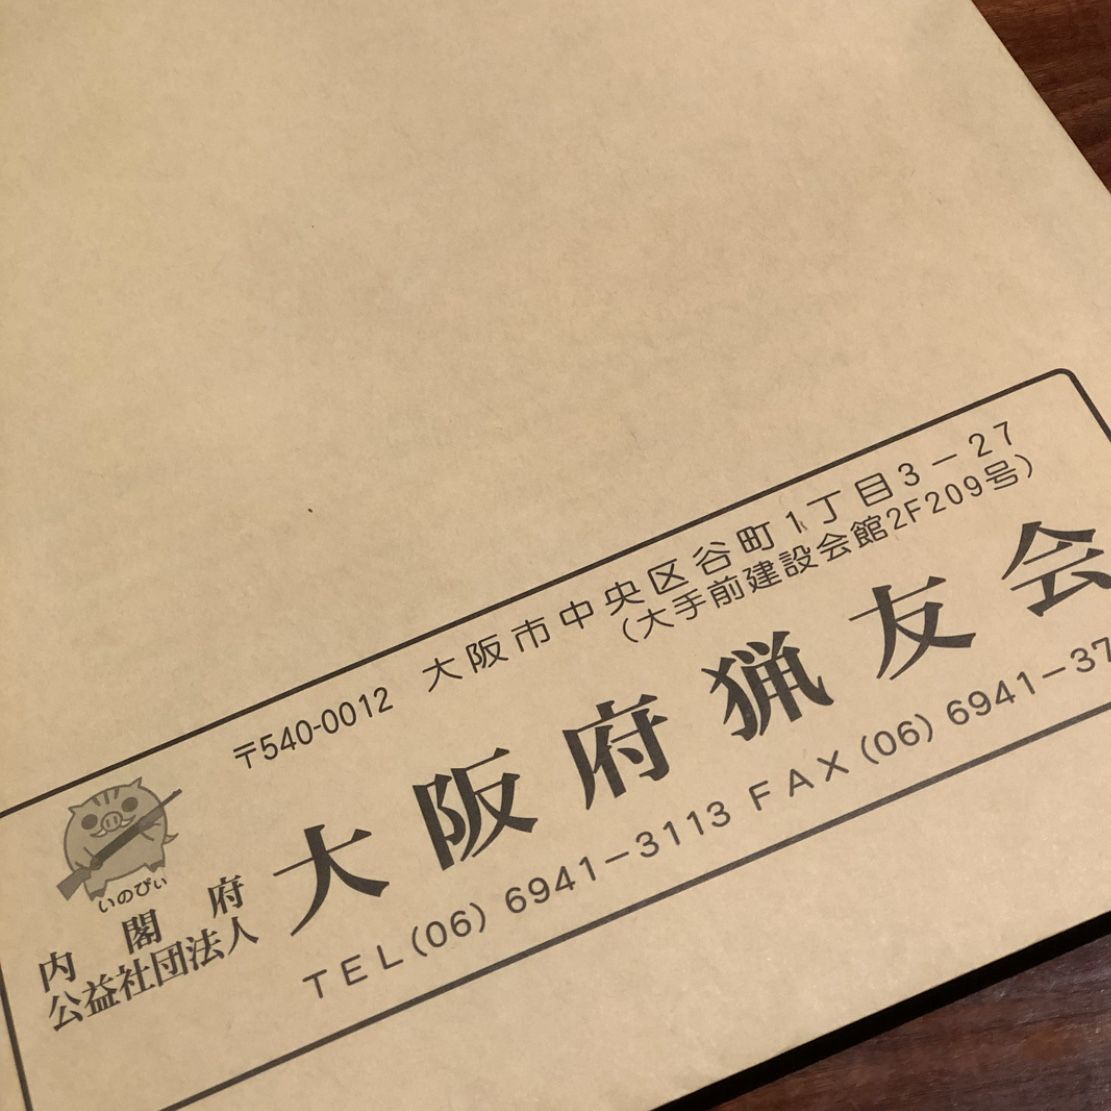 〒540-0012 大阪市中央区谷町1丁目3－27
(大手前建設会館2F209号)
いのぴぃ
内閣府
公益社団法人
大阪府猟友会
TEL(06) 6941－3113 FAX(06) 6941－37